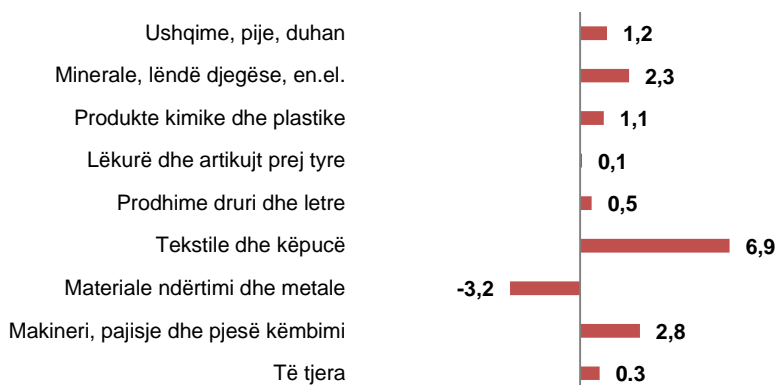 Ushqime, pije, duhan 1,2
Minerale, lëndë djegëse, en.el. 2,3
Produkte kimike dhe plastike 1,1
Lëkurë dhe artikujt prej tyre 0,1
Prodhime druri dhe letre 0,5
Tekstile dhe këpucë 6,9
Materiale ndërtimi dhe metale -3,2
Makineri, pajisje dhe pjesë këmbimi 2,8
Të tjera 0.3